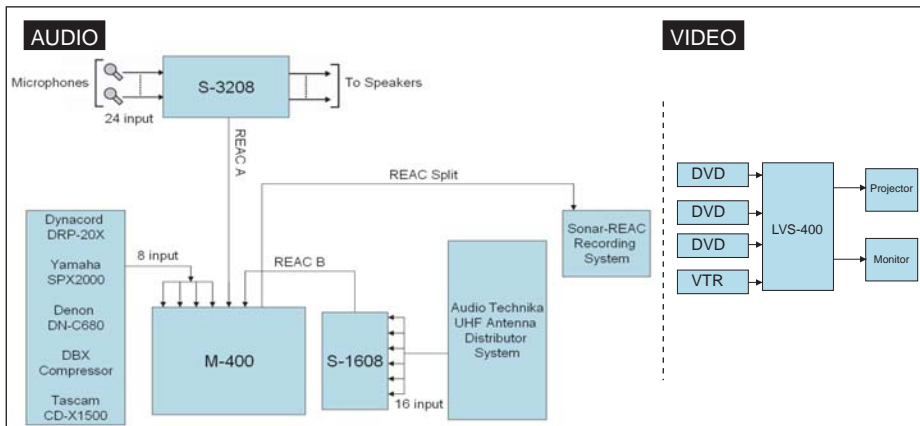 AUDIO
VIDEO
Microphones
S-3208
To Speakers
24 input
REAC A
REAC Split
Dynacord
DRP-20X
Yamaha
SPX2000
Denon
DN-C680
DBX
Compressor
Tascam
CD-X1500
8 input
REAC B
M-400
S-1608
16 input
Audio Technika
UHF Antenna
Distributor
System
Sonar-REAC
Recording
System
DVD
DVD
DVD
VTR
LVS-400
Projector
Monitor